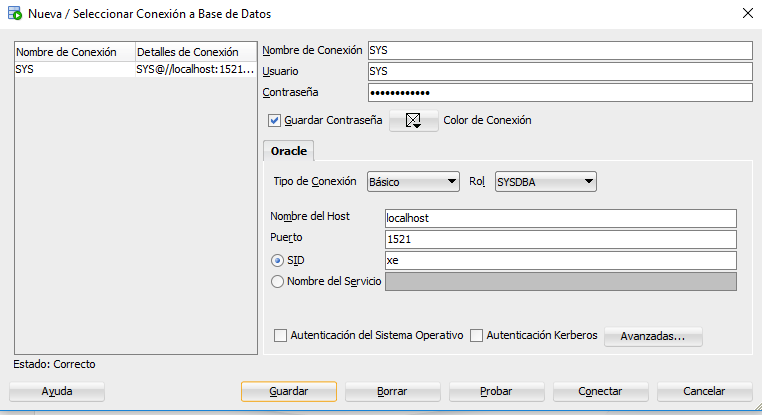 Nueva / Seleccionar Conexión a Base de Datos
Nombre de Conexión Detalles de Conexión
SYS SYS@//localhost:1521...
Nombre de Conexión SYS
Usuario SYS
Contraseña ••••••••••••
Guardar Contraseña Color de Conexión
Oracle
Tipo de Conexión Básico Rol SYSDBA
Nombre del Host localhost
Puerto 1521
SID xe
Nombre del Servicio
Autenticación del Sistema Operativo Autenticación Kerberos Avanzadas...
Estado: Correcto
Ayuda Guardar Borrar Probar Conectar Cancelar